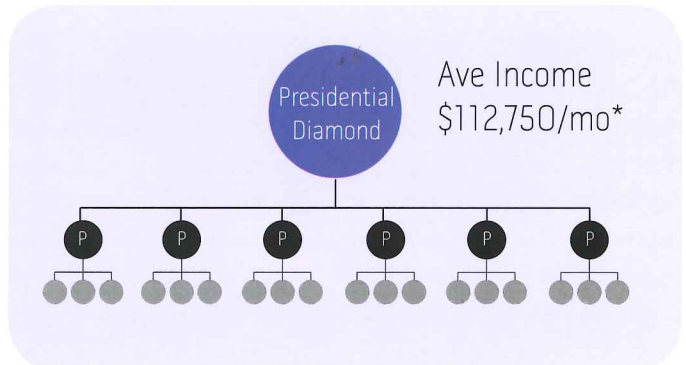 Presidential
Diamond
Ave Income
$112,750/mo*
P P P P P P